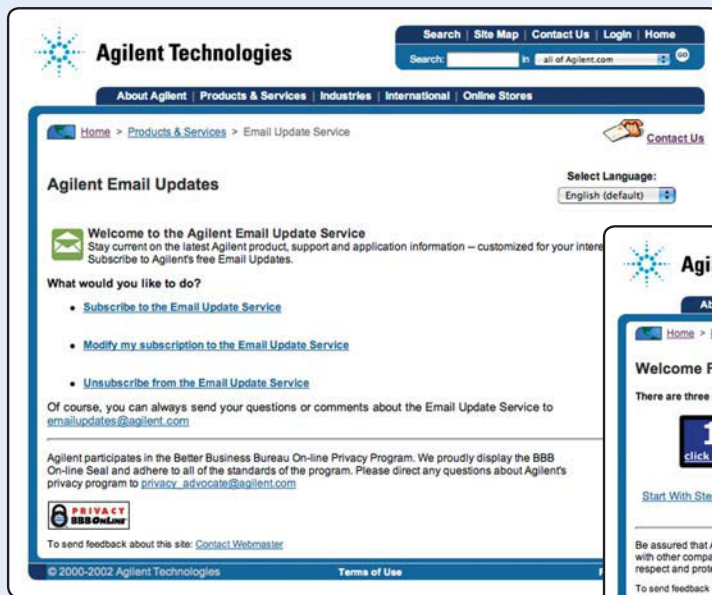 Agilent Technologies
Search | Site Map | Contact Us | Login | Home
Search: in all of Agilent.com GO
About Agilent | Products & Services | Industries | International | Online Stores
Home > Products & Services > Email Update Service
Contact Us
Agilent Email Updates
Select Language:
English (default)
Welcome to the Agilent Email Update Service
Stay current on the latest Agilent product, support and application information -- customized for your
Subscribe to Agilent's free Email Updates.
What would you like to do?
• Subscribe to the Email Update Service
• Modify my subscription to the Email Update Service
• Unsubscribe from the Email Update Service
Of course, you can always send your questions or comments about the Email Update Service to
emailupdates@agilent.com
Agilent participates in the Better Business Bureau On-line Privacy Program. We proudly display the BBB
On-line Seal and adhere to all of the standards of the program. Please direct any questions about Agilent's
privacy program to privacy_advocate@agilent.com
PRIVACY
BBBOnLine
To send feedback about this site: Contact Webmaster
© 2000-2002 Agilent Technologies Terms of Use
Home >
Welcome
There are three
1
click
Start With
Be assured that
with other
respect and
To send feedback